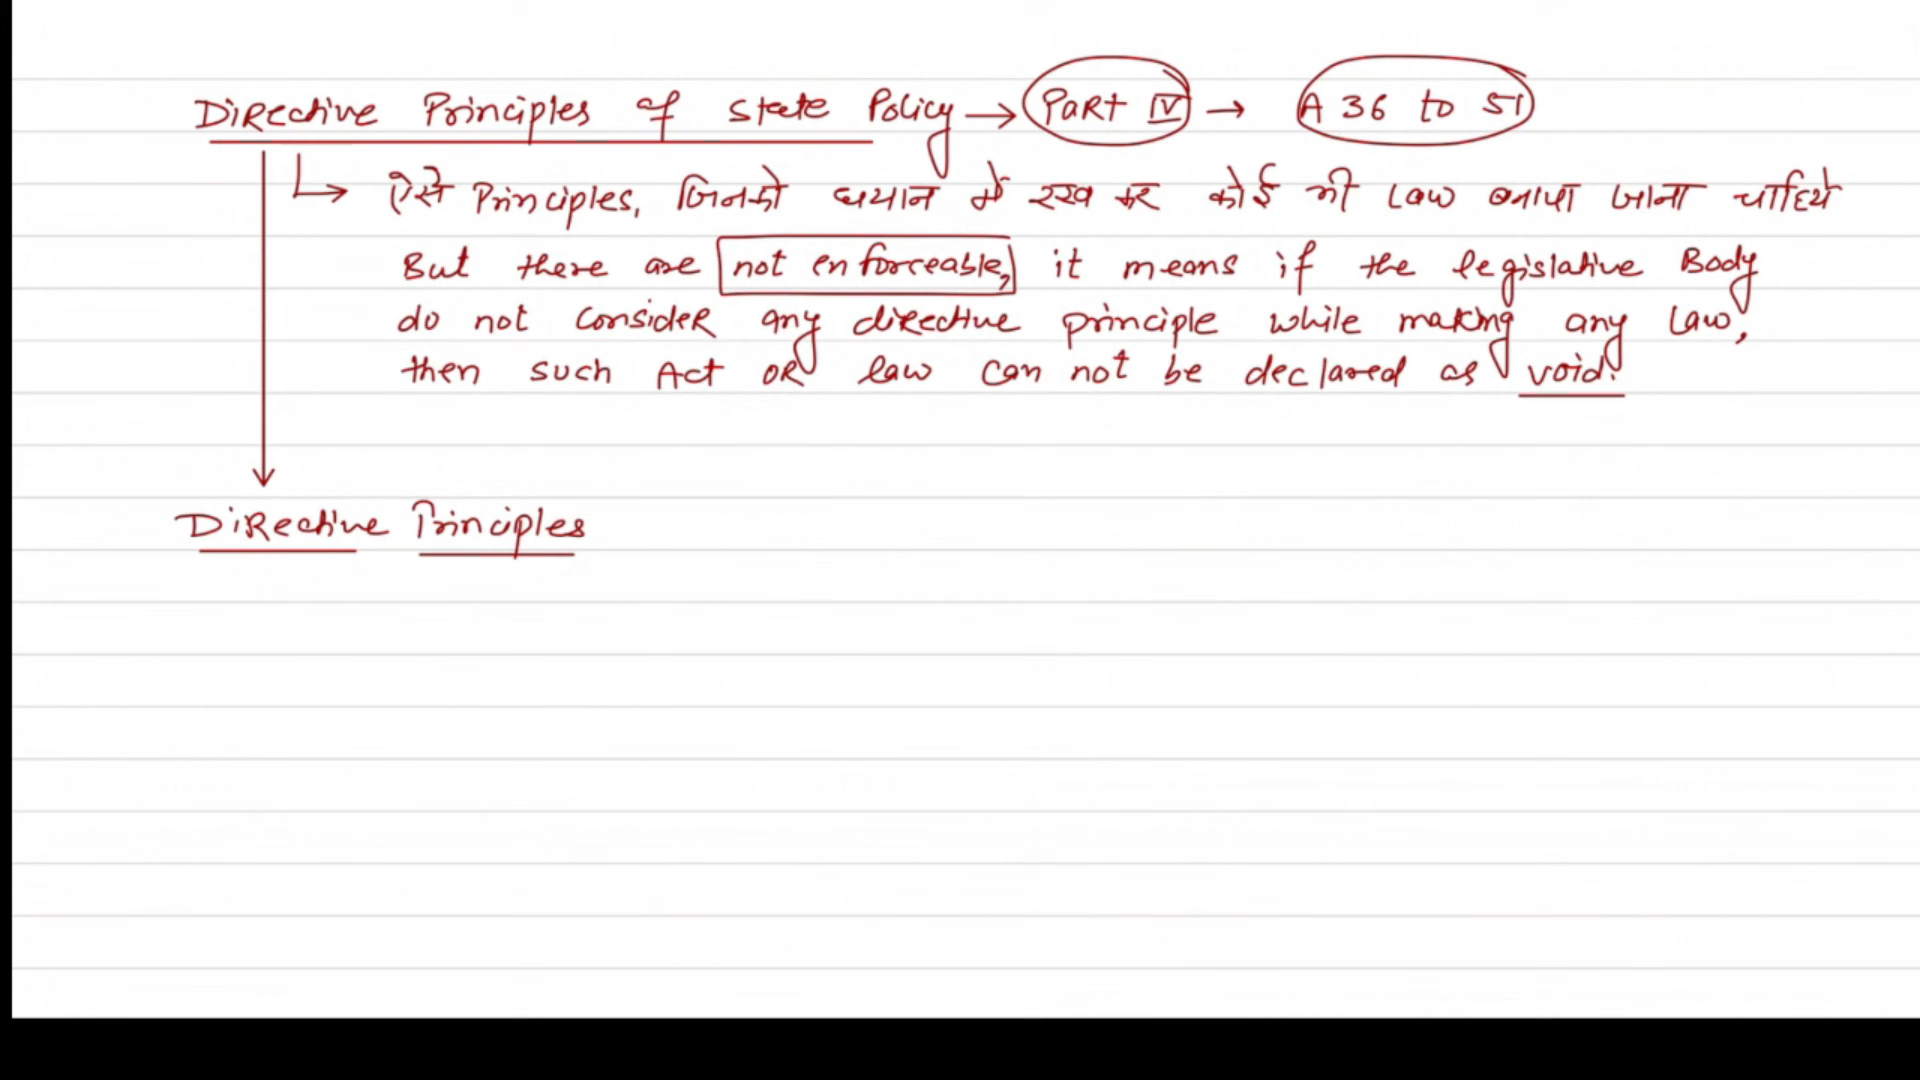 Directive Principles of State Policy → Part IV → A 36 to 51
ऐसे Principles, जिनको ध्यान मे रख कर कोई भी Law बनाया जाना चाहिये
But there are not enforceable, it means if the legislative Body
do not consider any directive principle while making any law,
then such Act or law can not be declared as void.
Directive Principles